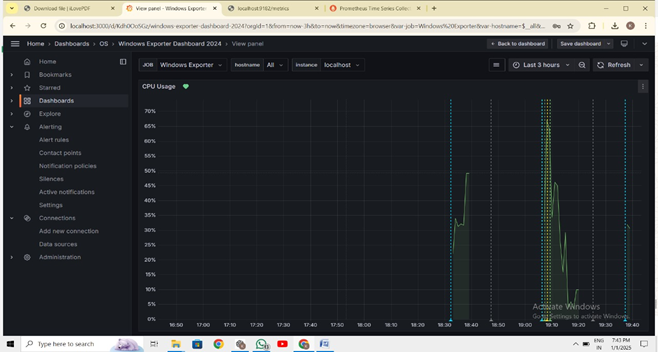 Download file | iLovePDF
View panel - Windows Exporter
localhost:9182/metrics
Prometheus Time Series Collec
https://localhost:3000/d/Kdh0OoSGz/windows-exporter-dashboard-2024?orgId=1&from=now-3h&to=now&timezone=browser&var-job=Windows%20Exporter&var-hostname=$__all&
Home › Dashboards › OS › Windows Exporter Dashboard 2024 › View panel
Back to dashboard
Save dashboard
Home
Bookmarks
Starred
Dashboards
Explore
Alerting
Alert rules
Contact points
Notification policies
Silences
Active notifications
Settings
Connections
Add new connection
Data sources
Administration
JOB Windows Exporter
hostname All
instance localhost
Last 3 hours
Refresh
CPU Usage
70%
65%
60%
55%
50%
45%
40%
35%
30%
25%
20%
15%
10%
5%
0%
16:50 17:00 17:10 17:20 17:30 17:40 17:50 18:00 18:10 18:20 18:30 18:40 18:50 19:00 19:10 19:20 19:30 19:40
Activate Windows
Go to Settings to activate Windows.
Type here to search
ENG
IN
7:43 PM
1/1/2025